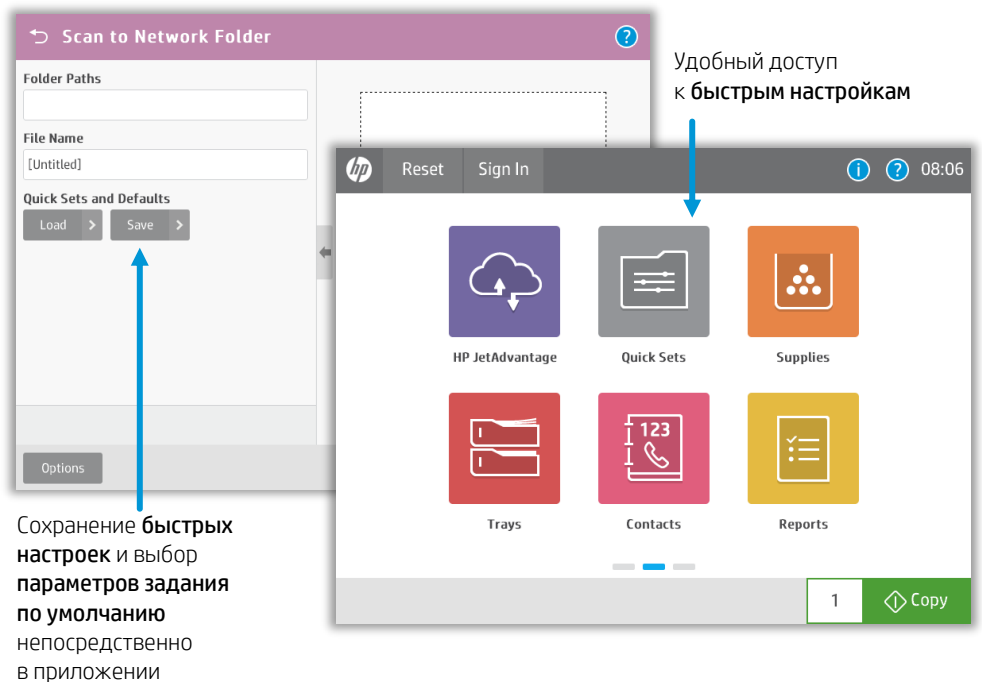 Scan to Network Folder
?
Folder Paths
File Name
[Untitled]
Quick Sets and Defaults
Load >
Save >
Options
Удобный доступ
к быстрым настройкам
hp
Reset
Sign In
i
?
08:06
HP JetAdvantage
Quick Sets
Supplies
123
Trays
Contacts
Reports
1
Copy
Сохранение быстрых
настроек и выбор
параметров задания
по умолчанию
непосредственно
в приложении